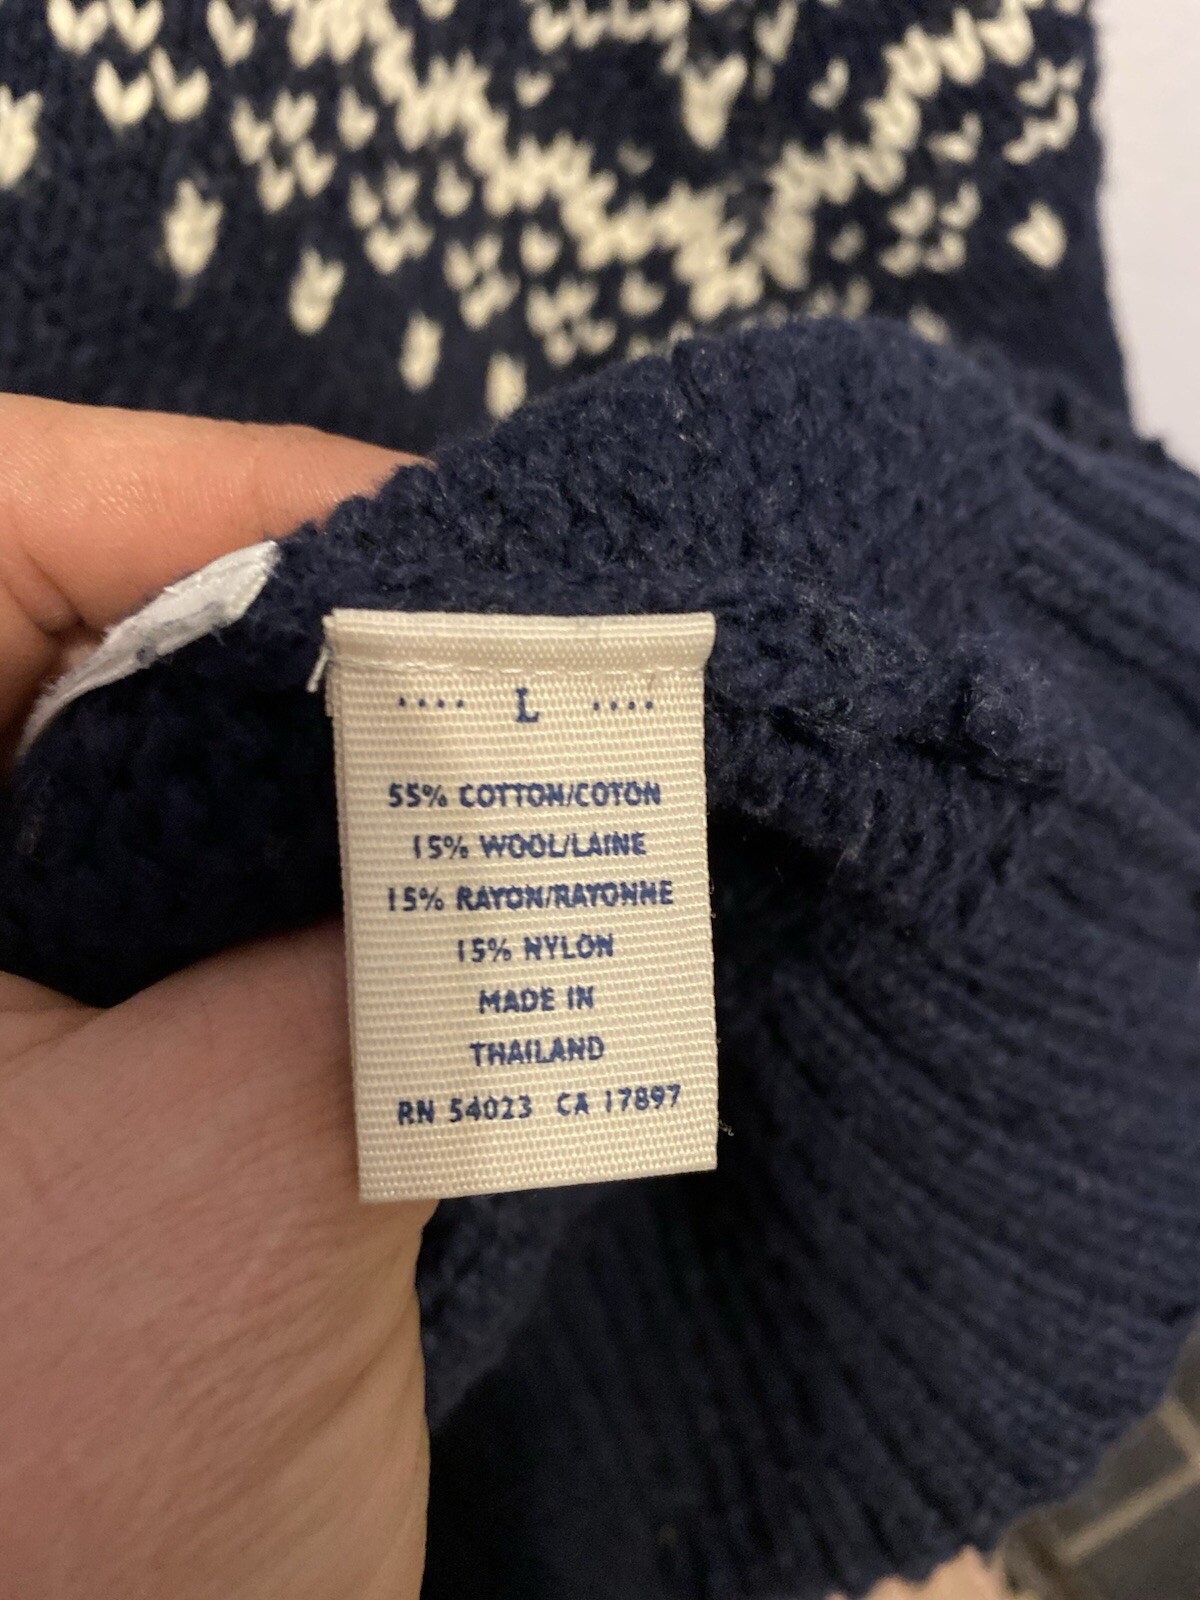 .... L ....
55% COTTON/COTON
15% WOOL/LAINE
15% RAYON/RAYONNE
15% NYLON
MADE IN
THAILAND
RN 54023 CA 17897